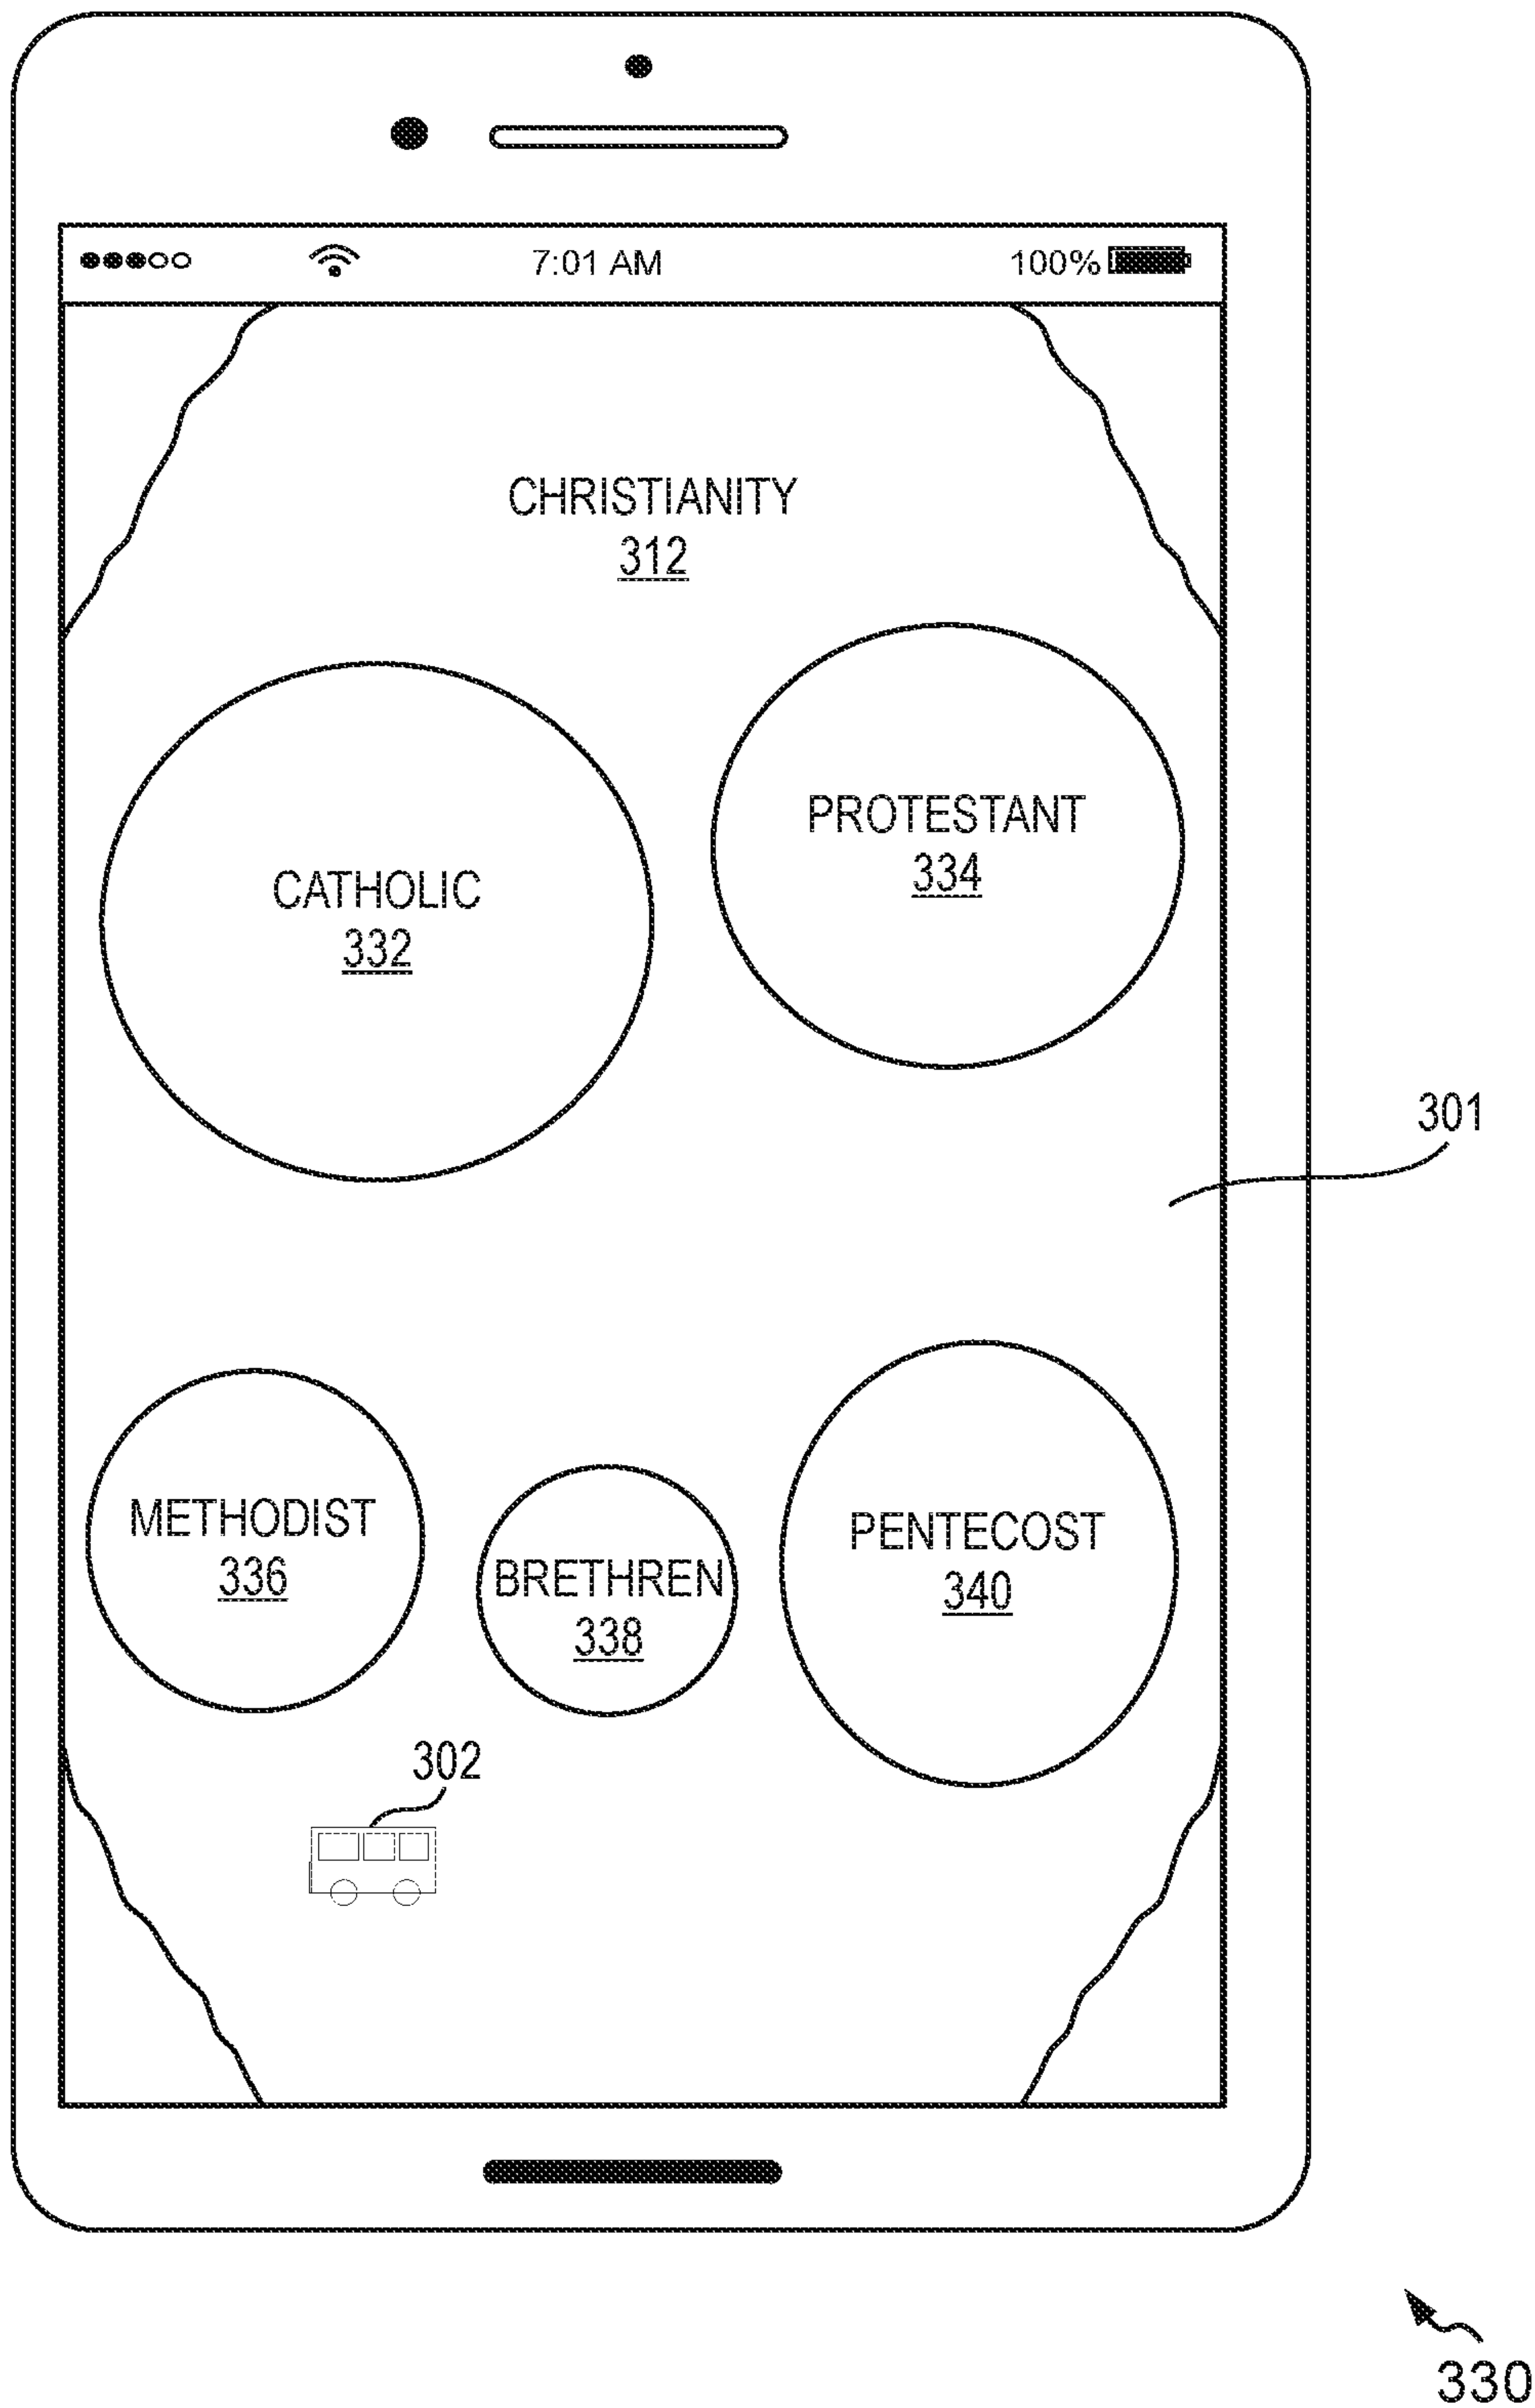 7:01 AM 100%
CHRISTIANITY
312
PROTESTANT
334
CATHOLIC
332
301
METHODIST
336
BRETHREN
338
PENTECOST
340
302
330